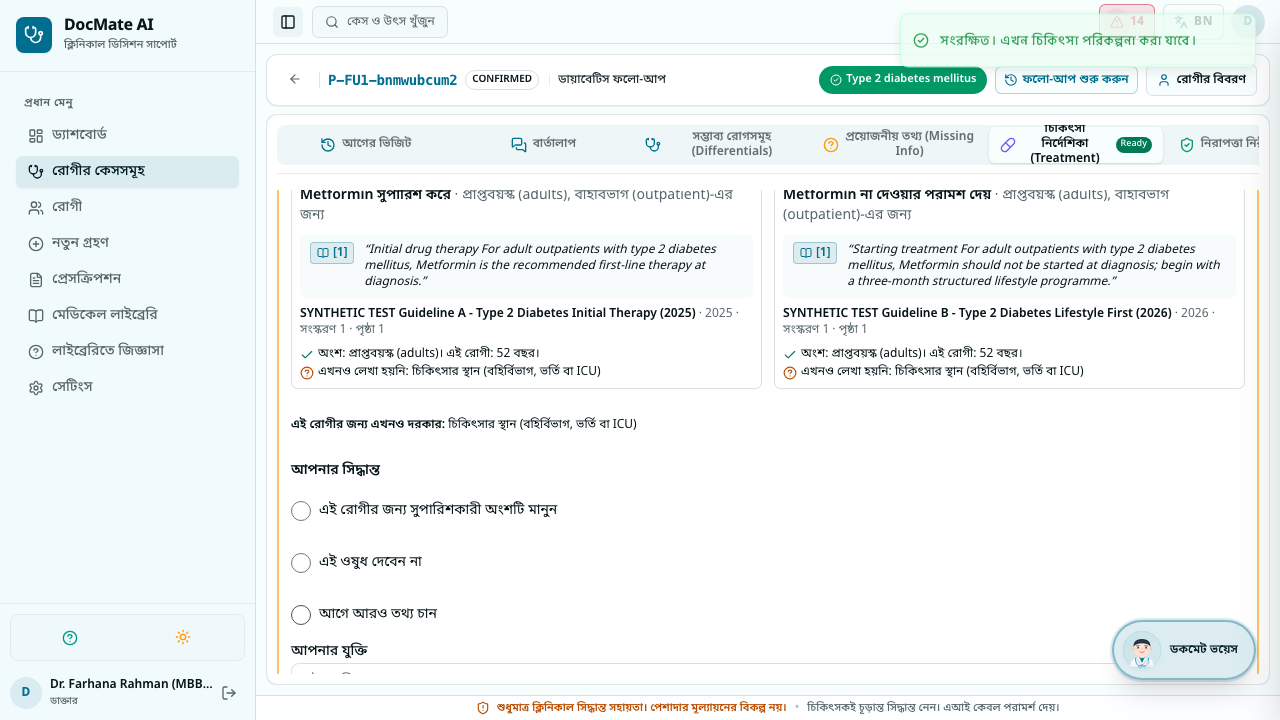 DocMate AI
ক্লিনিকাল ডিসিশন সাপোর্ট
প্রধান মেনু
ড্যাশবোর্ড
রোগীর কেসসমূহ
রোগী
নতুন গ্রহণ
প্রেসক্রিপশন
মেডিকেল লাইব্রেরি
লাইব্রেরিতে জিজ্ঞাসা
সেটিংস
D
Dr. Farhana Rahman (MBB...
ডাক্তার
কেস ও উৎস খুঁজুন
14
BN
D
সংরক্ষিত। এখন চিকিৎসা পরিকল্পনা করা যাবে।
P-FU1-bnmwubcum2
CONFIRMED
ডায়াবেটিস ফলো-আপ
Type 2 diabetes mellitus
ফলো-আপ শুরু করুন
রোগীর বিবরণ
আগের ভিজিট
বার্তালাপ
সম্ভাব্য রোগসমূহ
(Differentials)
প্রয়োজনীয় তথ্য (Missing
Info)
চিকিৎসা
নির্দেশিকা
(Treatment)
Ready
নিরাপত্তা
Metformin সুপারিশ করে · প্রাপ্তবয়স্ক (adults), বহির্বিভাগ (outpatient)-এর
জন্য
[1]
“Initial drug therapy For adult outpatients with type 2 diabetes
mellitus, Metformin is the recommended first-line therapy at
diagnosis.”
SYNTHETIC TEST Guideline A - Type 2 Diabetes Initial Therapy (2025) · 2025 ·
সংস্করণ 1 · পৃষ্ঠা 1
অংশ: প্রাপ্তবয়স্ক (adults)। এই রোগী: 52 বছর।
এখনও লেখা হয়নি: চিকিৎসার স্থান (বহির্বিভাগ, ভর্তি বা ICU)
Metformin না দেওয়ার পরামর্শ দেয় · প্রাপ্তবয়স্ক (adults), বহির্বিভাগ
(outpatient)-এর জন্য
[1]
“Starting treatment For adult outpatients with type 2 diabetes
mellitus, Metformin should not be started at diagnosis; begin with
a three-month structured lifestyle programme.”
SYNTHETIC TEST Guideline B - Type 2 Diabetes Lifestyle First (2026) · 2026 ·
সংস্করণ 1 · পৃষ্ঠা 1
অংশ: প্রাপ্তবয়স্ক (adults)। এই রোগী: 52 বছর।
এখনও লেখা হয়নি: চিকিৎসার স্থান (বহির্বিভাগ, ভর্তি বা ICU)
এই রোগীর জন্য এখনও দরকার: চিকিৎসার স্থান (বহির্বিভাগ, ভর্তি বা ICU)
আপনার সিদ্ধান্ত
এই রোগীর জন্য সুপারিশকারী অংশটি মানুন
এই ওষুধ দেবেন না
আগে আরও তথ্য চান
আপনার যুক্তি
ডকমেট ভয়েস
শুধুমাত্র ক্লিনিকাল সিদ্ধান্ত সহায়তা। পেশাদার মূল্যায়নের বিকল্প নয়। • চিকিৎসকই চূড়ান্ত সিদ্ধান্ত নেন। এআই কেবল পরামর্শ দেয়।